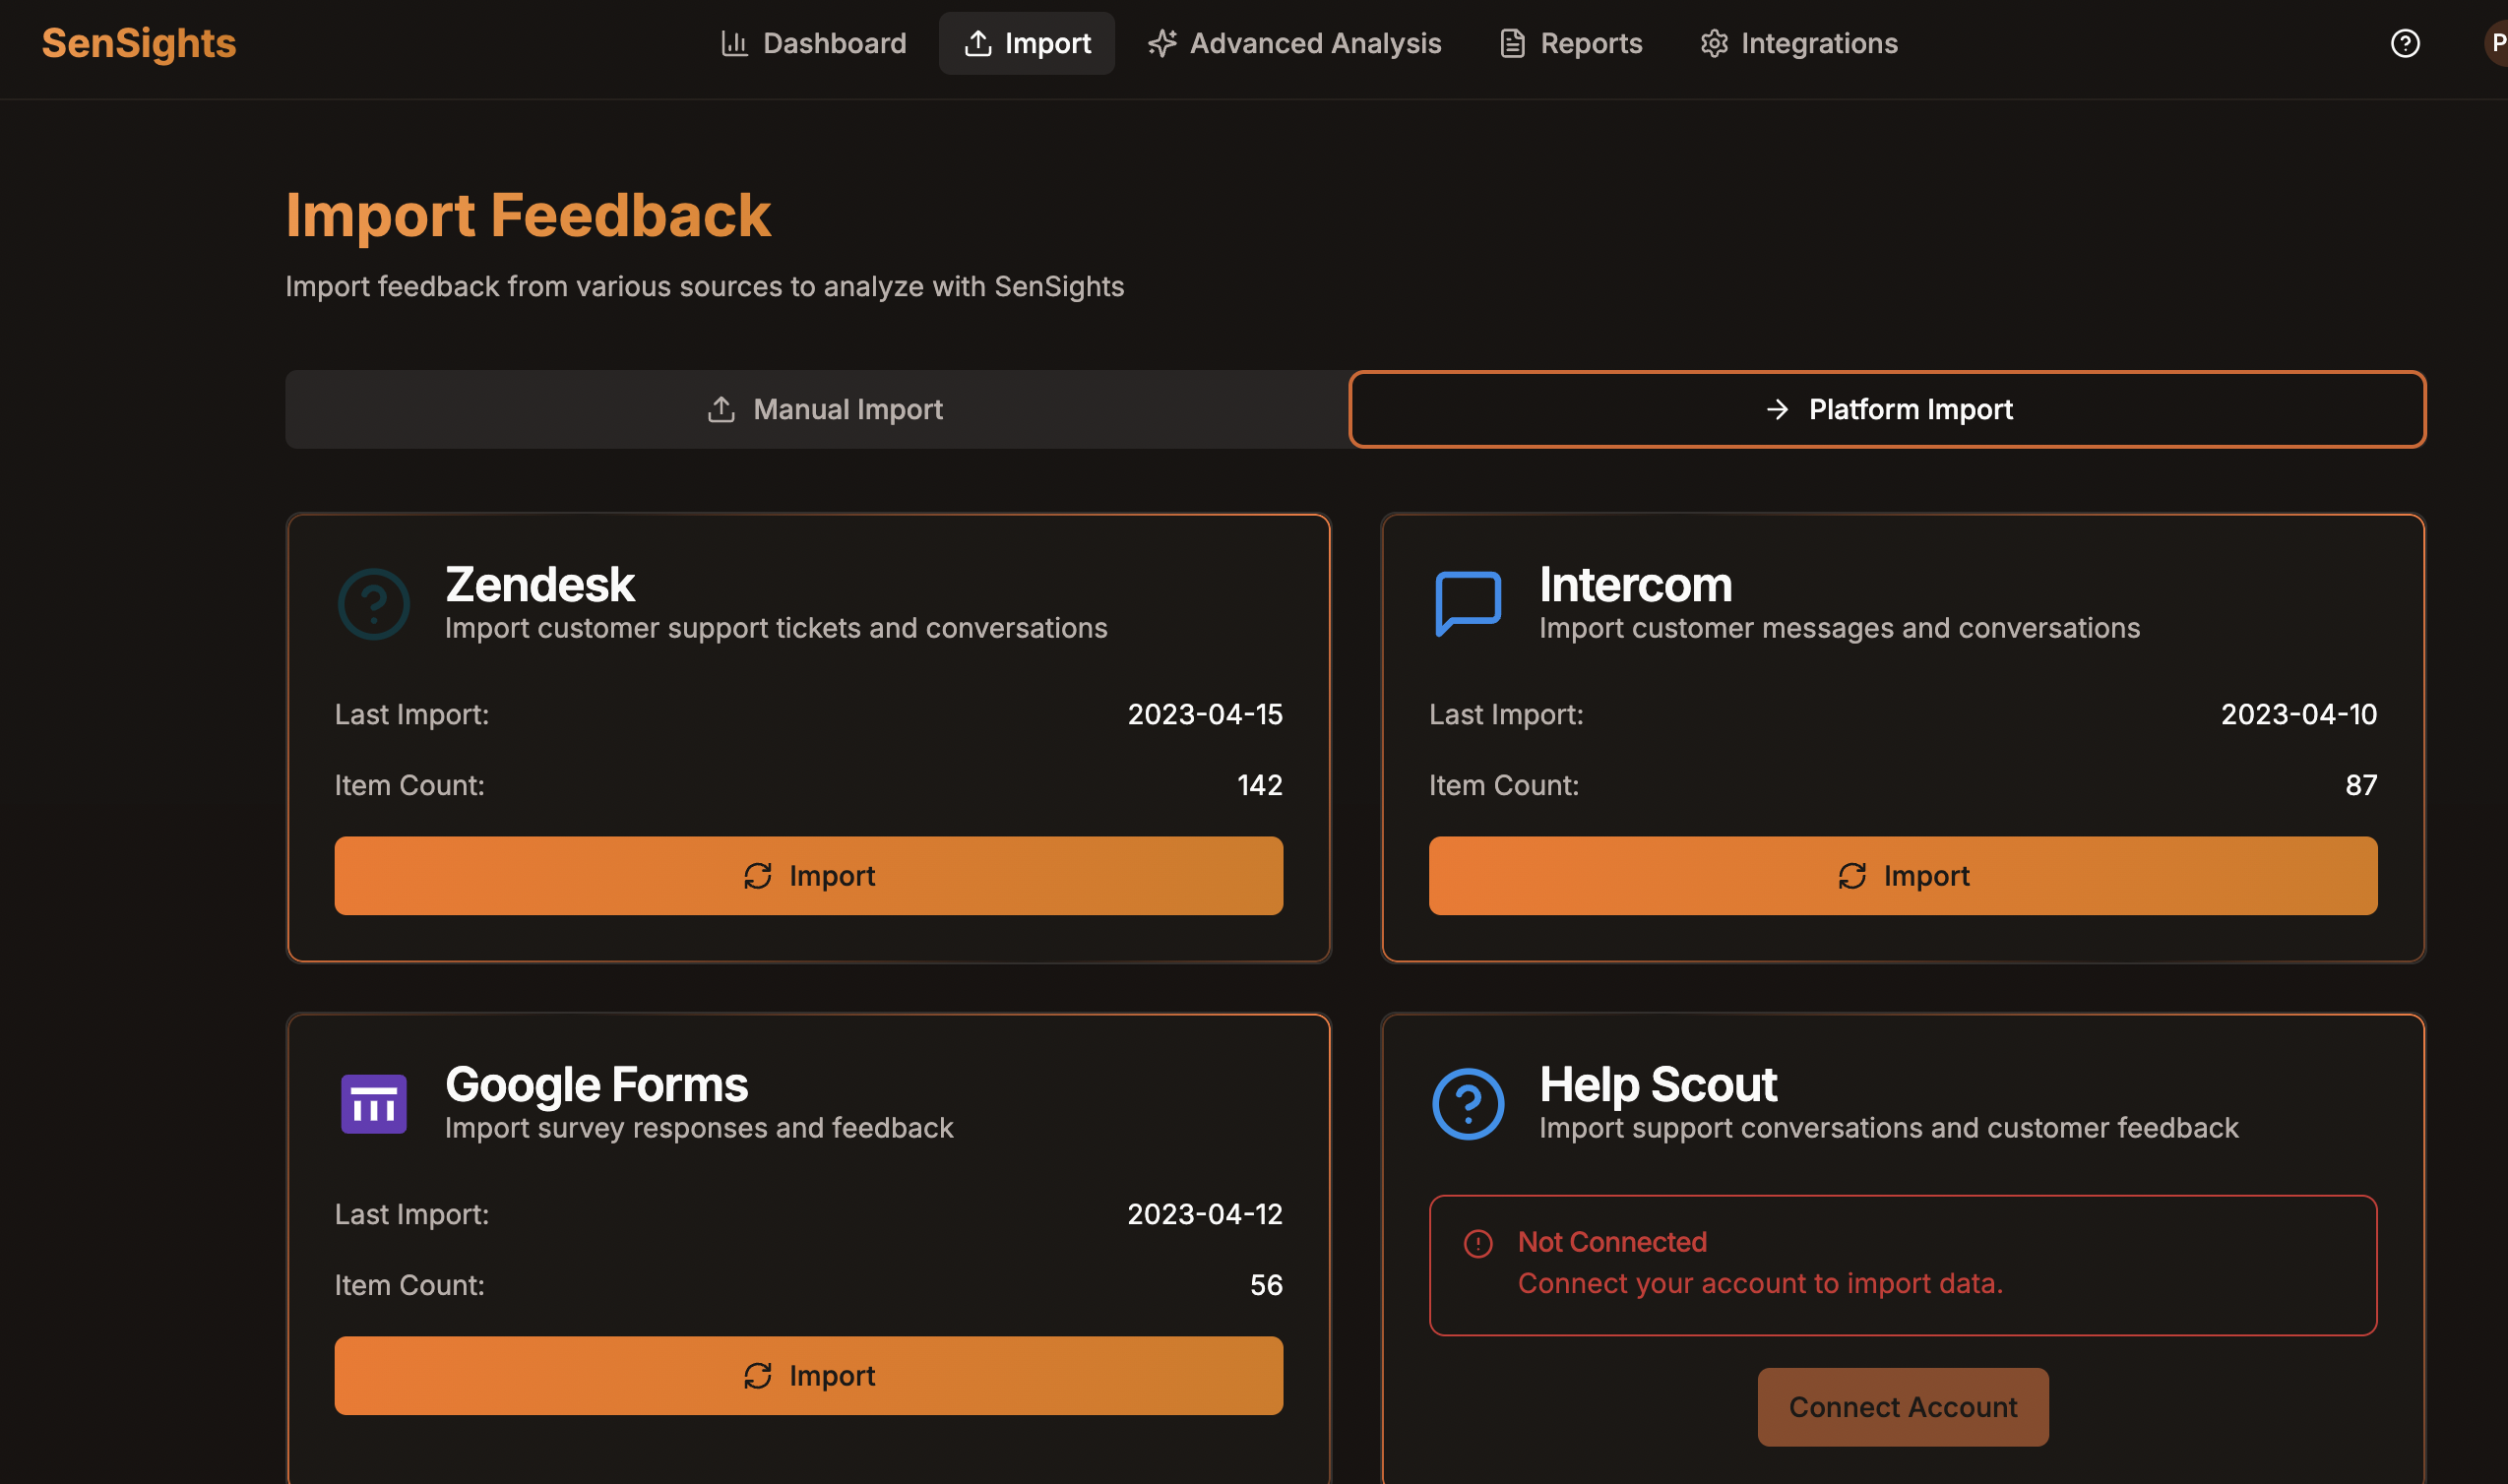 SenSights
Dashboard
Import
Advanced Analysis
Reports
Integrations
P
Import Feedback
Import feedback from various sources to analyze with SenSights
Manual Import
Platform Import
Zendesk
Import customer support tickets and conversations
Last Import: 2023-04-15
Item Count: 142
Import
Intercom
Import customer messages and conversations
Last Import: 2023-04-10
Item Count: 87
Import
Google Forms
Import survey responses and feedback
Last Import: 2023-04-12
Item Count: 56
Import
Help Scout
Import support conversations and customer feedback
Not Connected
Connect your account to import data.
Connect Account